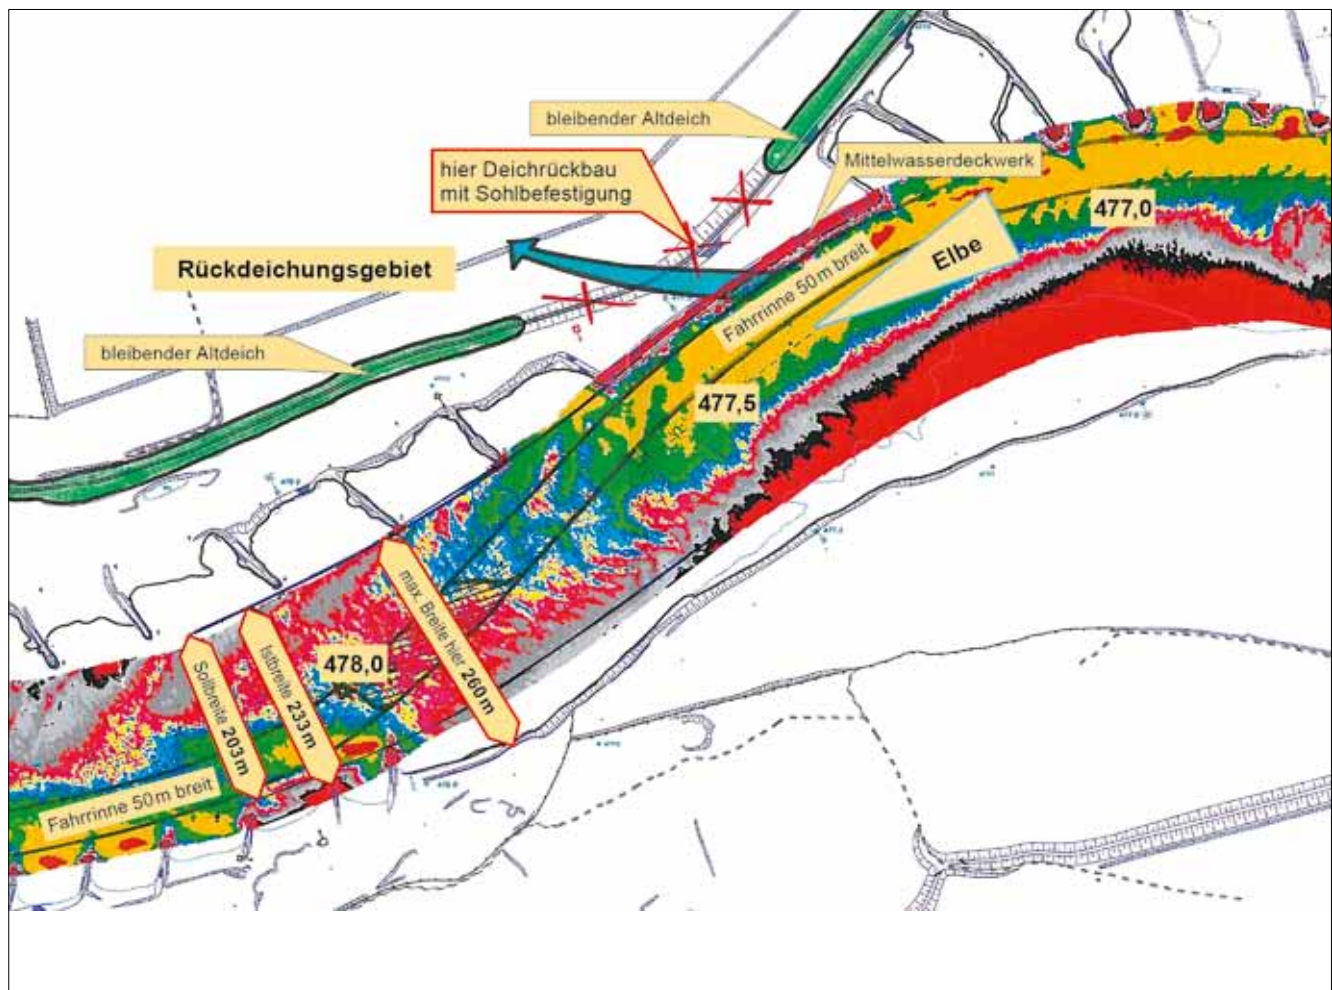 bleibender Altdeich
hier Deichrückbau
mit Sohlbefestigung
Mittelwasserdeckwerk
477,0
Elbe
Rückdeichungsgebiet
Fahrrinne 50 m breit
bleibender Altdeich
477,5
max. Breite hier 260 m
478,0
Istbreite 233 m
Sollbreite 203 m
Fahrrinne 50 m breit